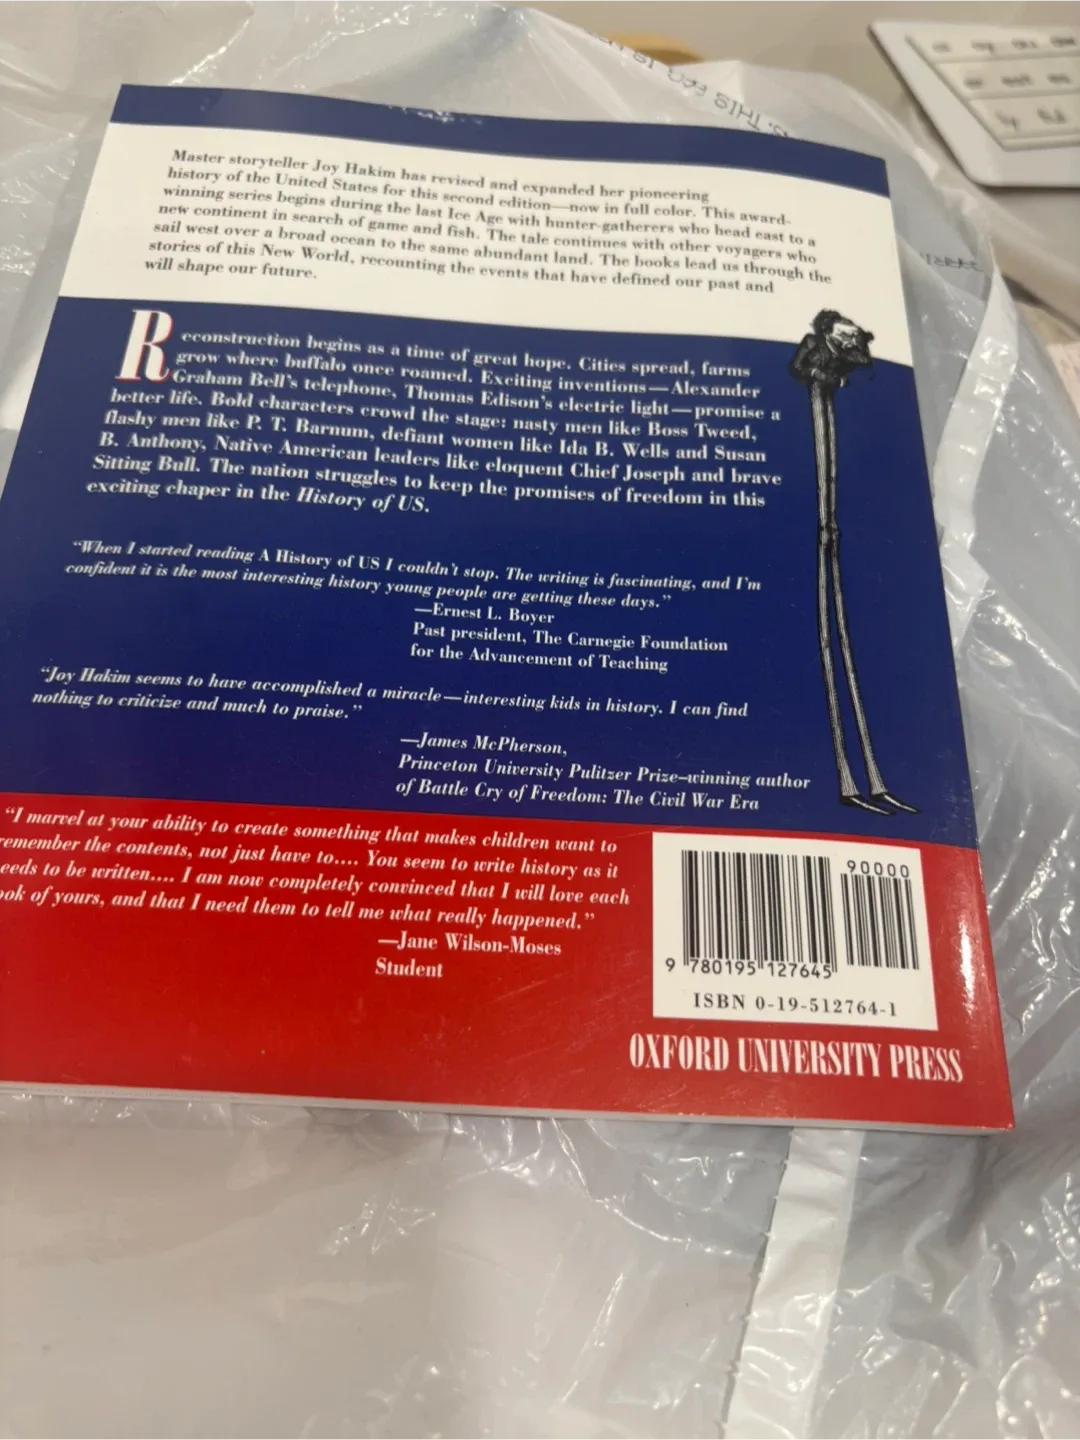 Master storyteller Joy Hakim has revised and expanded her pioneering
history of the United States for this second edition—now in full color. This award-
winning series begins during the last Ice Age with hunter-gatherers who head east to a
new continent in search of game and fish. The tale continues with other voyagers who
sail west over a broad ocean to the same abundant land. The books lead us through the
stories of this New World, recounting the events that have defined our past and
will shape our future.
Reconstruction begins as a time of great hope. Cities spread, farms
grow where buffalo once roamed. Exciting inventions—Alexander
Graham Bell's telephone, Thomas Edison's electric light—promise a
better life. Bold characters crowd the stage: nasty men like Boss Tweed,
flashy men like P. T. Barnum, defiant women like Ida B. Wells and Susan
B. Anthony, Native American leaders like eloquent Chief Joseph and brave
Sitting Bull. The nation struggles to keep the promises of freedom in this
exciting chaper in the History of US.
"When I started reading A History of US I couldn't stop. The writing is fascinating, and I'm
confident it is the most interesting history young people are getting these days."
—Ernest L. Boyer
Past president, The Carnegie Foundation
for the Advancement of Teaching
"Joy Hakim seems to have accomplished a miracle—interesting kids in history. I can find
nothing to criticize and much to praise."
—James McPherson,
Princeton University Pulitzer Prize–winning author
of Battle Cry of Freedom: The Civil War Era
"I marvel at your ability to create something that makes children want to
remember the contents, not just have to.... You seem to write history as it
eeds to be written.... I am now completely convinced that I will love each
ook of yours, and that I need them to tell me what really happened."
—Jane Wilson-Moses
Student
90000
9 780195 127645
ISBN 0-19-512764-1
OXFORD UNIVERSITY PRESS
THIS